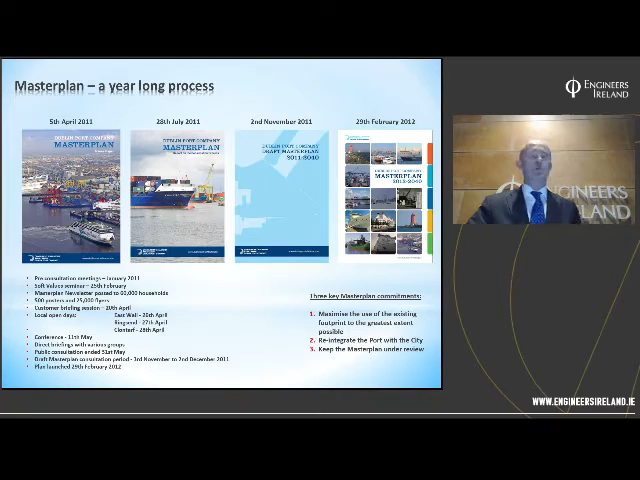 Masterplan – a year long process
5th April 2011
28th July 2011
2nd November 2011
29th February 2012
DUBLIN PORT COMPANY
MASTERPLAN
DUBLIN PORT COMPANY
MASTERPLAN
DUBLIN PORT COMPANY
DRAFT MASTERPLAN
2011-2040
DUBLIN PORT COMPANY
MASTERPLAN
2012-2040
• Pre consultation meetings – January 2011
• Soft Values seminar – 25th February
• Masterplan Newsletter posted to 60,000 households
• 500 posters and 25,000 flyers
• Customer briefing session – 20th April
• Local open days: East Wall - 26th April
Ringsend - 27th April
• Clontarf - 28th April
• Conference – 11th May
• Direct briefings with various groups
• Public consultation ended 31st May
• Draft Masterplan consultation period - 3rd November to 2nd December 2011
• Plan launched 29th February 2012
Three key Masterplan commitments:
1. Maximise the use of the existing
footprint to the greatest extent
possible
2. Re-integrate the Port with the City
3. Keep the Masterplan under review
ENGINEERS
IRELAND
ENGINEERS
IRELAND
WWW.ENGINEERSIRELAND.IE